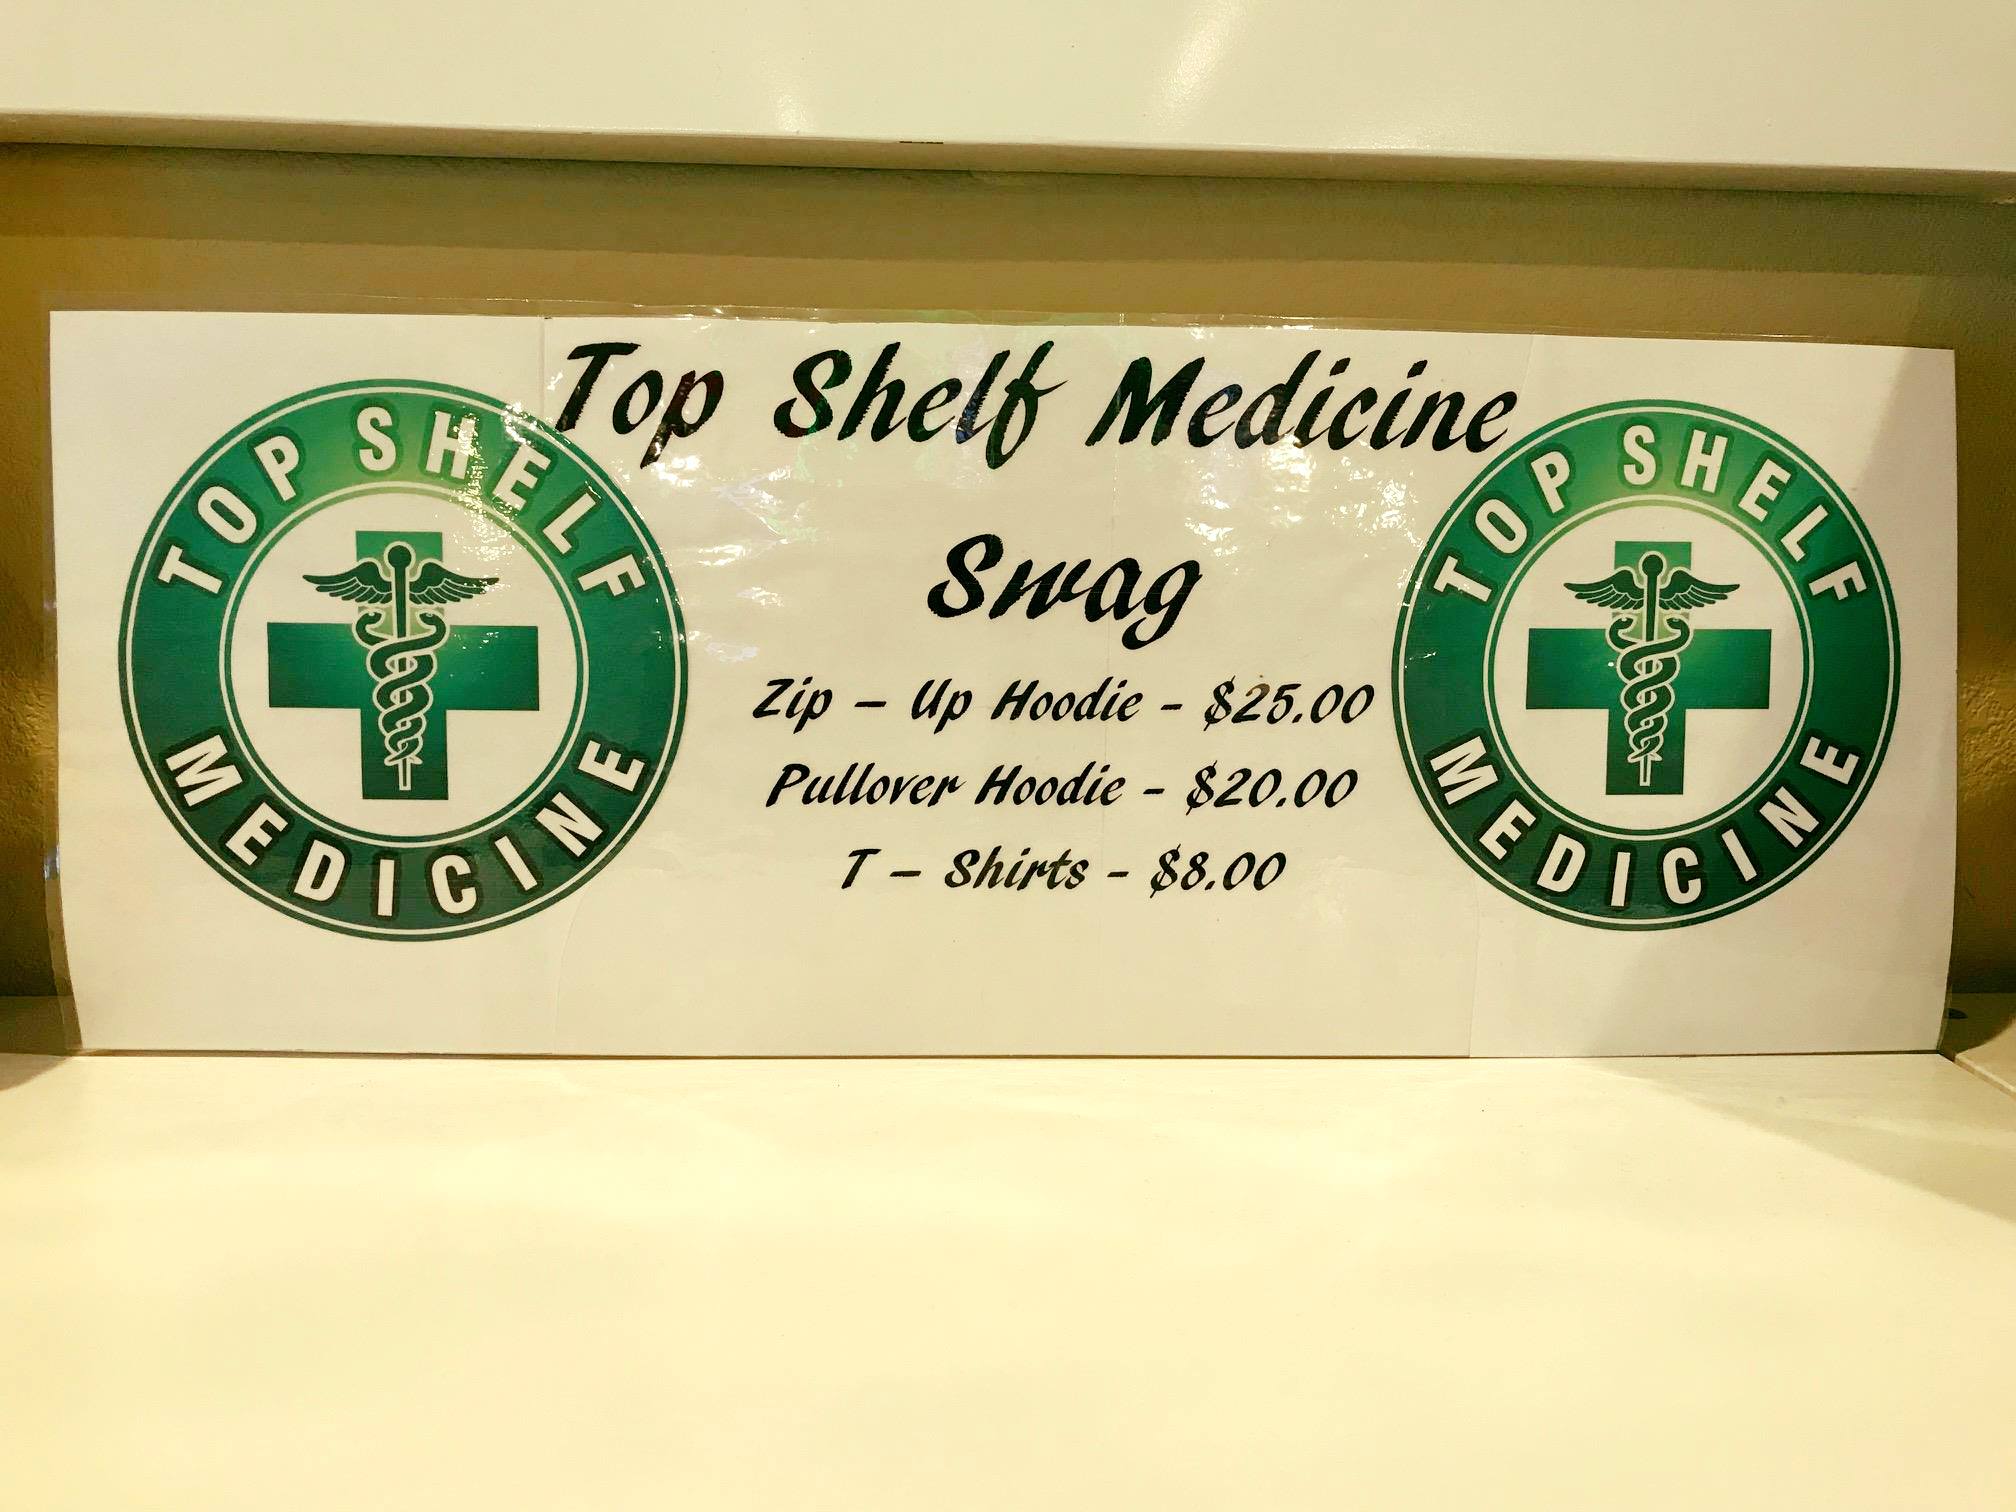 Top Shelf Medicine
Swag
Zip – Up Hoodie - $25.00
Pullover Hoodie - $20.00
T – Shirts - $8.00
TOP SHELF
MEDICINE
TOP SHELF
MEDICINE